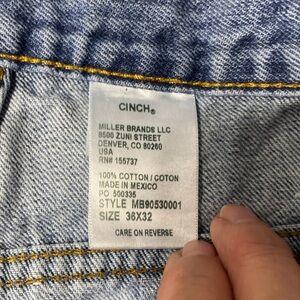 CINCH®
MILLER BRANDS LLC
8500 ZUNI STREET
DENVER, CO 80260
USA
RN# 155737
100% COTTON / COTON
MADE IN MEXICO
PO 500335
STYLE MB90530001
SIZE 36X32
CARE ON REVERSE